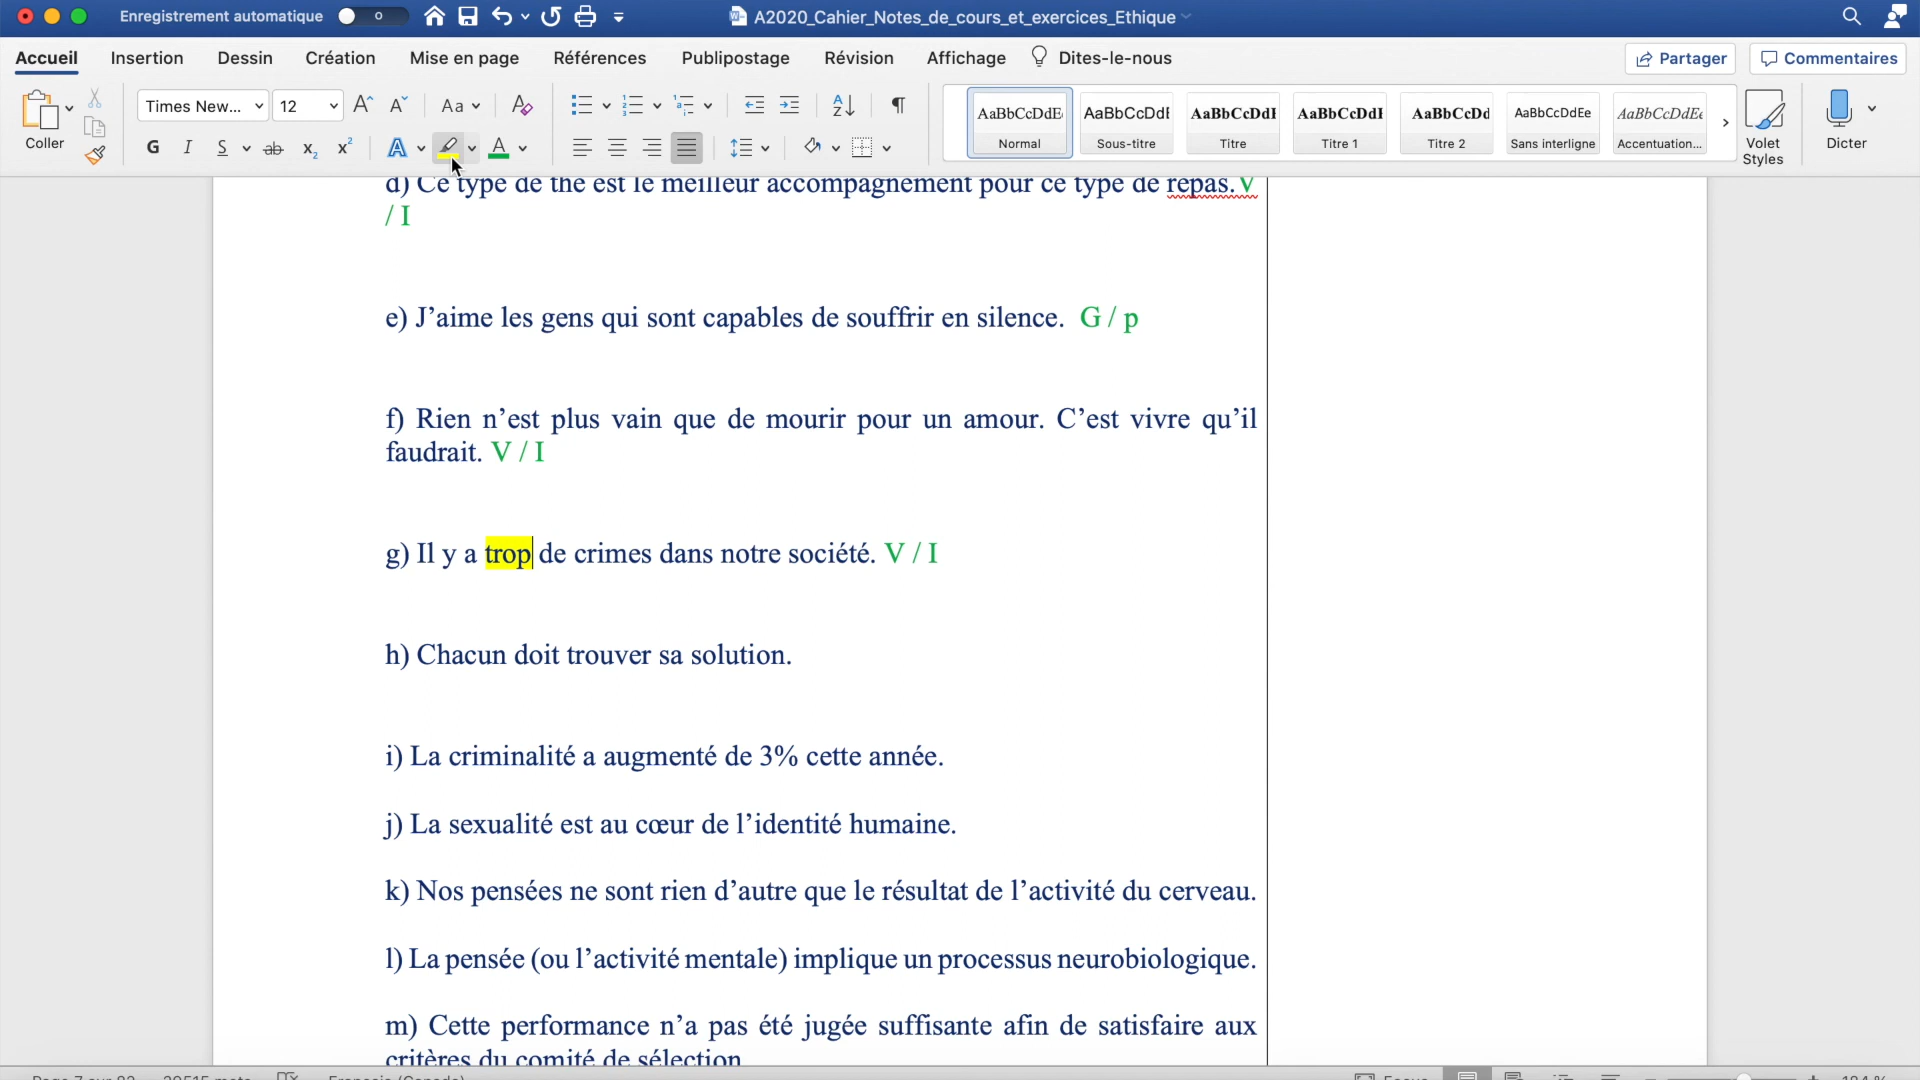 Enregistrement automatique
A2020_Cahier_Notes_de_cours_et_exercices_Ethique
Accueil Insertion Dessin Création Mise en page Références Publipostage Révision Affichage Dites-le-nous Partager Commentaires
Times New... 12 Aa
Coller
G I S ab x₂ x² A A
AaBbCcDdE AaBbCcDdE AaBbCcDdI AaBbCcDdI AaBbCcDd AaBbCcDdEe AaBbCcDdEe
Normal Sous-titre Titre Titre 1 Titre 2 Sans interligne Accentuation...
Volet
Styles
Dicter
d) Ce type de thé est le meilleur accompagnement pour ce type de repas.V
/ I
e) J’aime les gens qui sont capables de souffrir en silence. G / p
f) Rien n’est plus vain que de mourir pour un amour. C’est vivre qu’il
faudrait. V / I
g) Il y a trop de crimes dans notre société. V / I
h) Chacun doit trouver sa solution.
i) La criminalité a augmenté de 3% cette année.
j) La sexualité est au cœur de l’identité humaine.
k) Nos pensées ne sont rien d’autre que le résultat de l’activité du cerveau.
l) La pensée (ou l’activité mentale) implique un processus neurobiologique.
m) Cette performance n’a pas été jugée suffisante afin de satisfaire aux
critères du comité de sélection